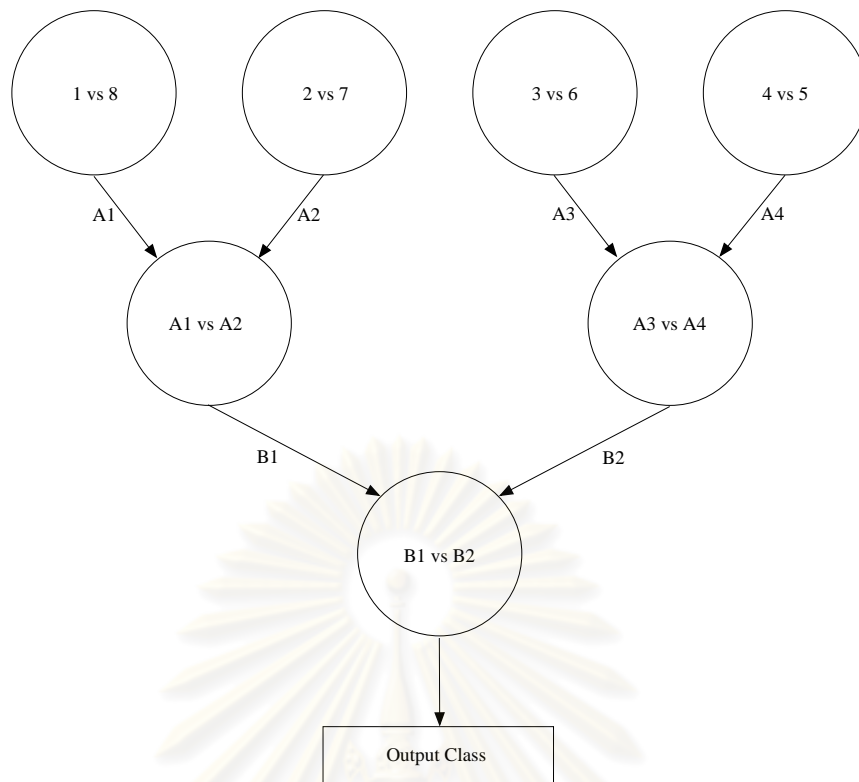 1 vs 8
2 vs 7
3 vs 6
4 vs 5
A1
A2
A3
A4
A1 vs A2
A3 vs A4
B1
B2
B1 vs B2
Output Class